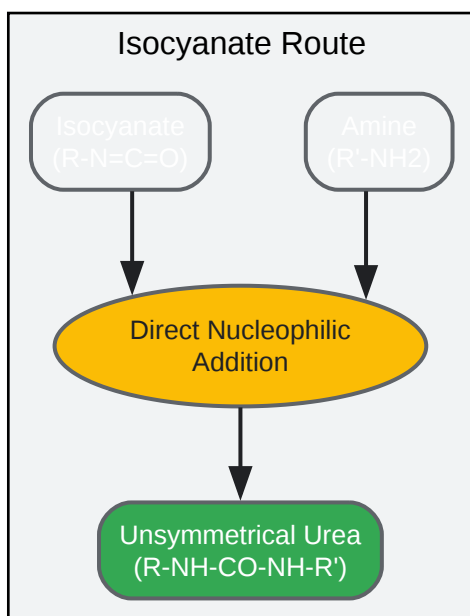 Isocyanate Route
Isocyanate
(R-N=C=O)
Amine
(R'-NH2)
Direct Nucleophilic
Addition
Unsymmetrical Urea
(R-NH-CO-NH-R')